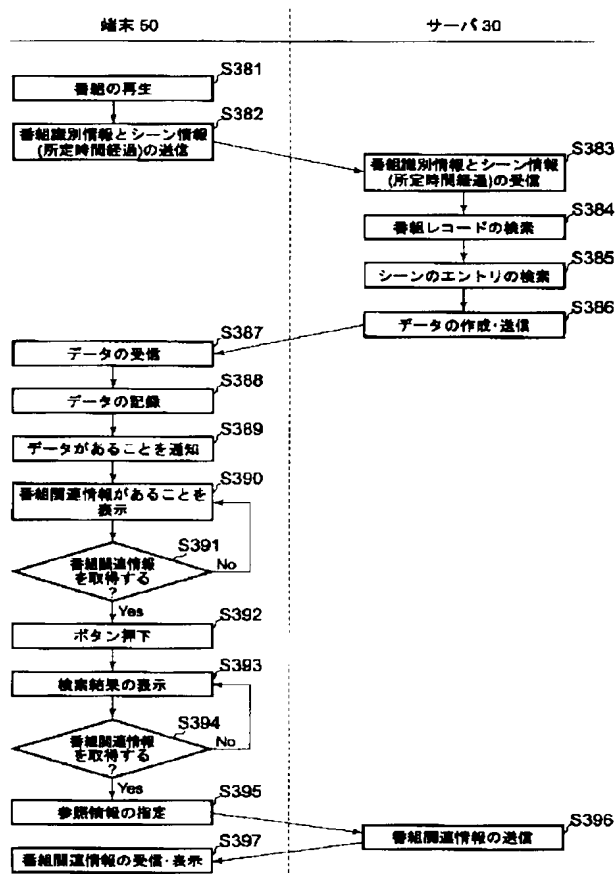 端末 50
サーバ 30
S381
番組の再生
S382
番組識別情報とシーン情報
(所定時間経過)の送信
S383
番組識別情報とシーン情報
(所定時間経過)の受信
S384
番組レコードの検索
S385
シーンのエントリの検索
S386
データの作成・送信
S387
データの受信
S388
データの記録
S389
データがあることを通知
S390
番組関連情報があることを
表示
S391
番組関連情報
を取得する
?
No
Yes
S392
ボタン押下
S393
検索結果の表示
S394
番組関連情報
を取得する
?
No
Yes
S395
参照情報の指定
S396
番組関連情報の送信
S397
番組関連情報の受信・表示